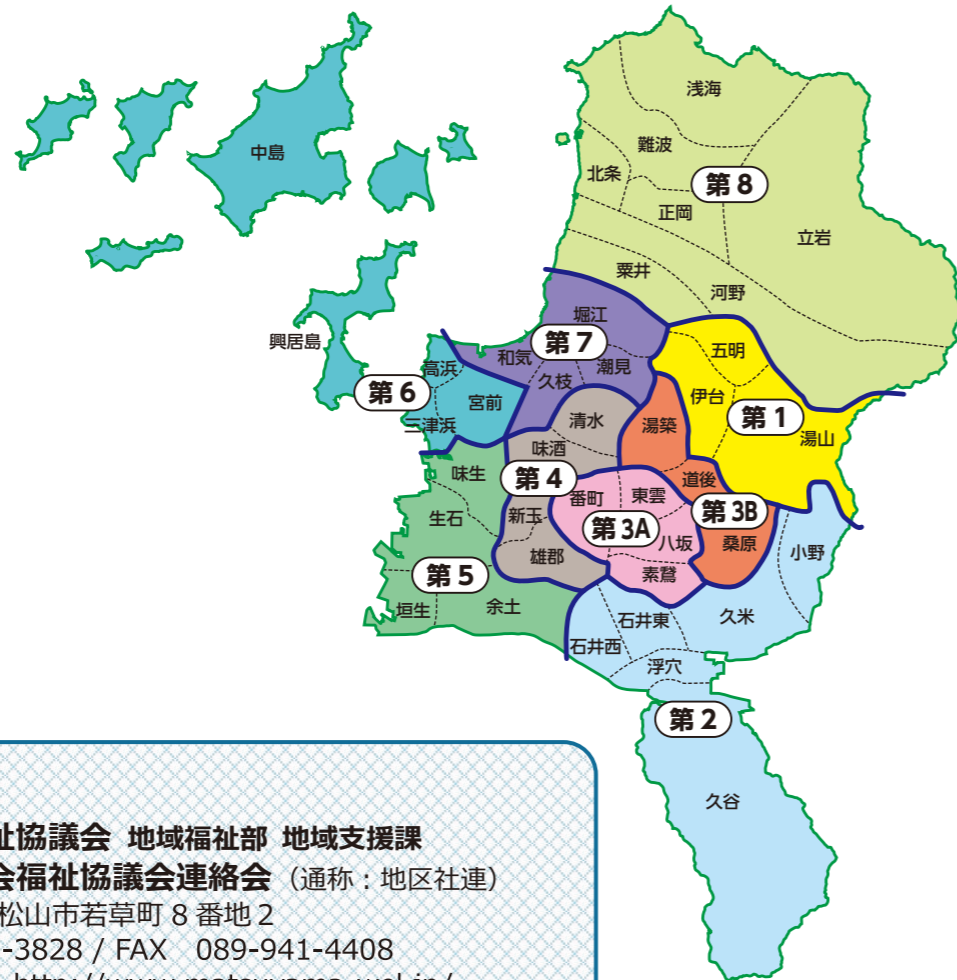 浅海
難波
北条
第8
正岡
立岩
粟井
河野
中島
興居島
堀江
第7
和気
潮見
久枝
高浜
第6
宮前
三津浜
五明
伊台
第1
湯山
清水
味酒
湯築
第4
道後
番町
東雲
第3B
新玉
第3A
八坂
桑原
雄郡
素鵞
味生
生石
第5
垣生
余土
小野
久米
石井東
石井西
浮穴
第2
久谷
祉協議会 地域福祉部 地域支援課
会福祉協議会連絡会（通称：地区社連）
松山市若草町8番地2
-3828 / FAX 089-941-4408